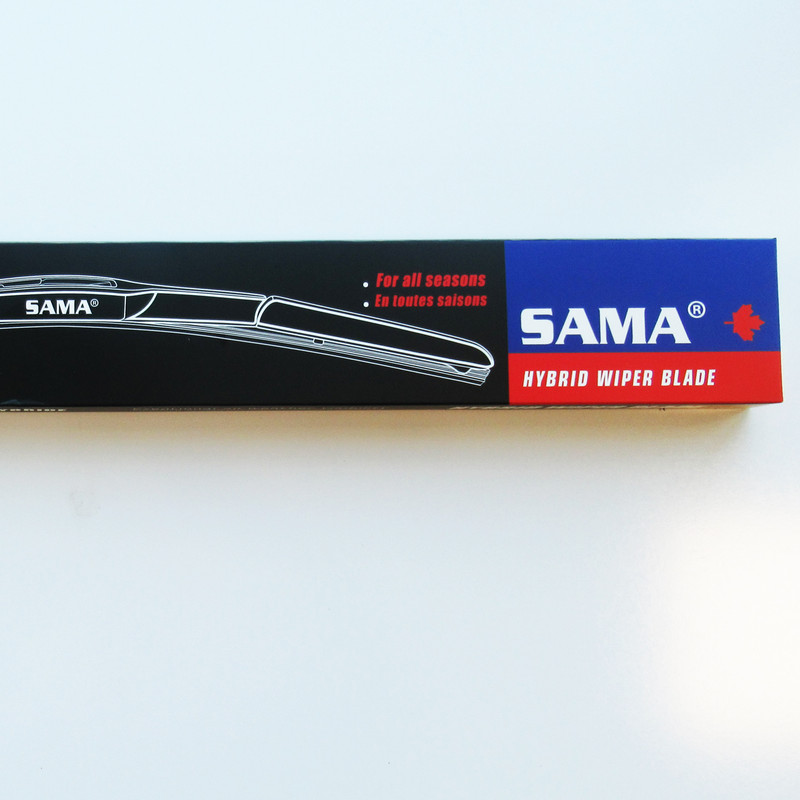 SAMA®
• For all seasons
• En toutes saisons
SAMA®
HYBRID WIPER BLADE